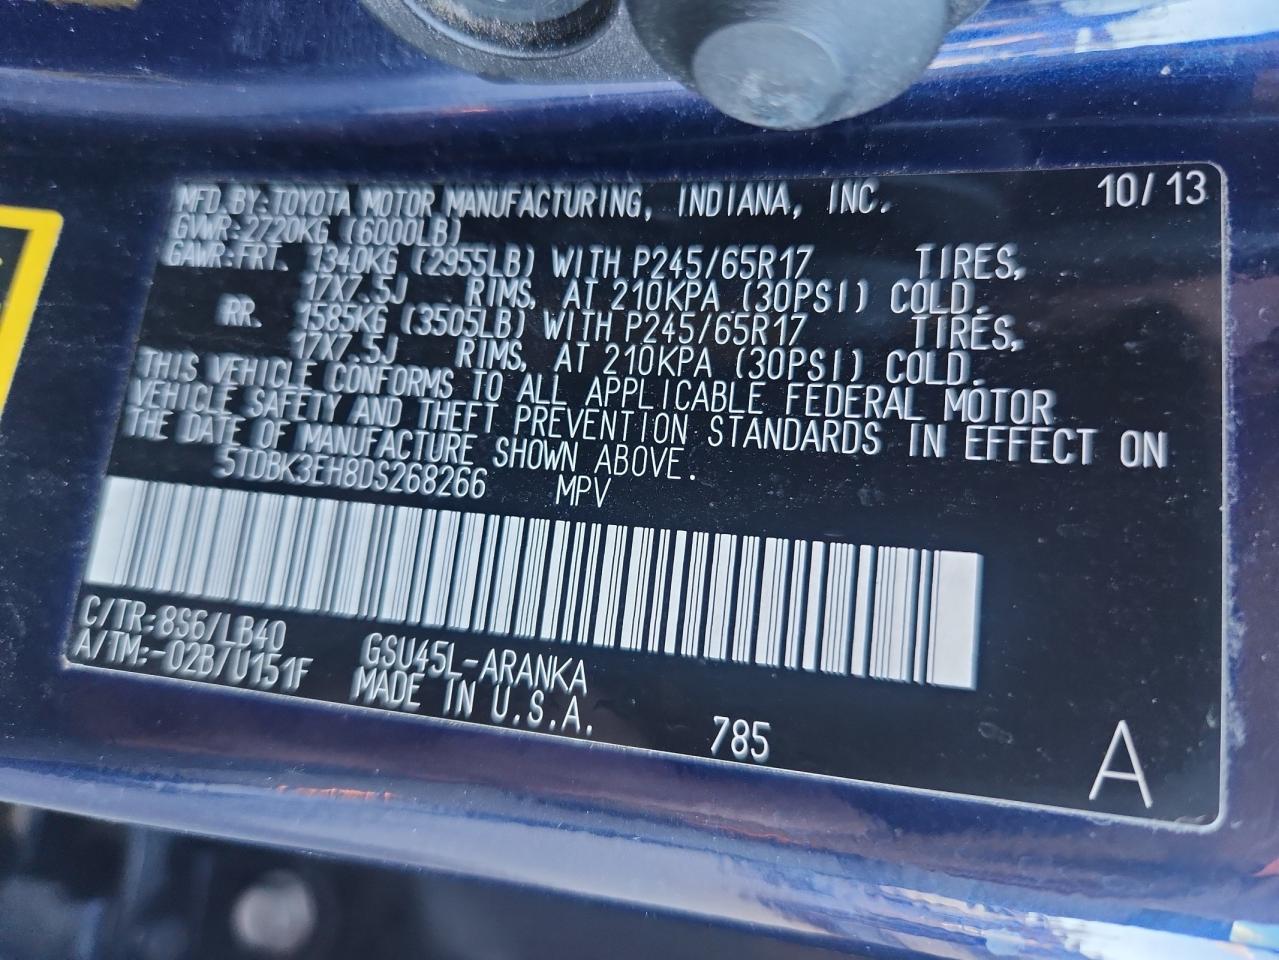 MFD. BY: TOYOTA MOTOR MANUFACTURING, INDIANA, INC. 10/13
GVWR: 2720KG (6000LB)
GAWR: FRT. 1340KG (2955LB) WITH P245/65R17 TIRES,
17X7.5J RIMS, AT 210KPA (30PSI) COLD.
RR. 1585KG (3505LB) WITH P245/65R17 TIRES,
17X7.5J RIMS, AT 210KPA (30PSI) COLD.
THIS VEHICLE CONFORMS TO ALL APPLICABLE FEDERAL MOTOR
VEHICLE SAFETY AND THEFT PREVENTION STANDARDS IN EFFECT ON
THE DATE OF MANUFACTURE SHOWN ABOVE.
5TDBK3EH8DS268266 MPV
C/TR:8S6/LB40 GSU45L-ARANKA
A/TM:-02B/U151F MADE IN U.S.A.
785
A